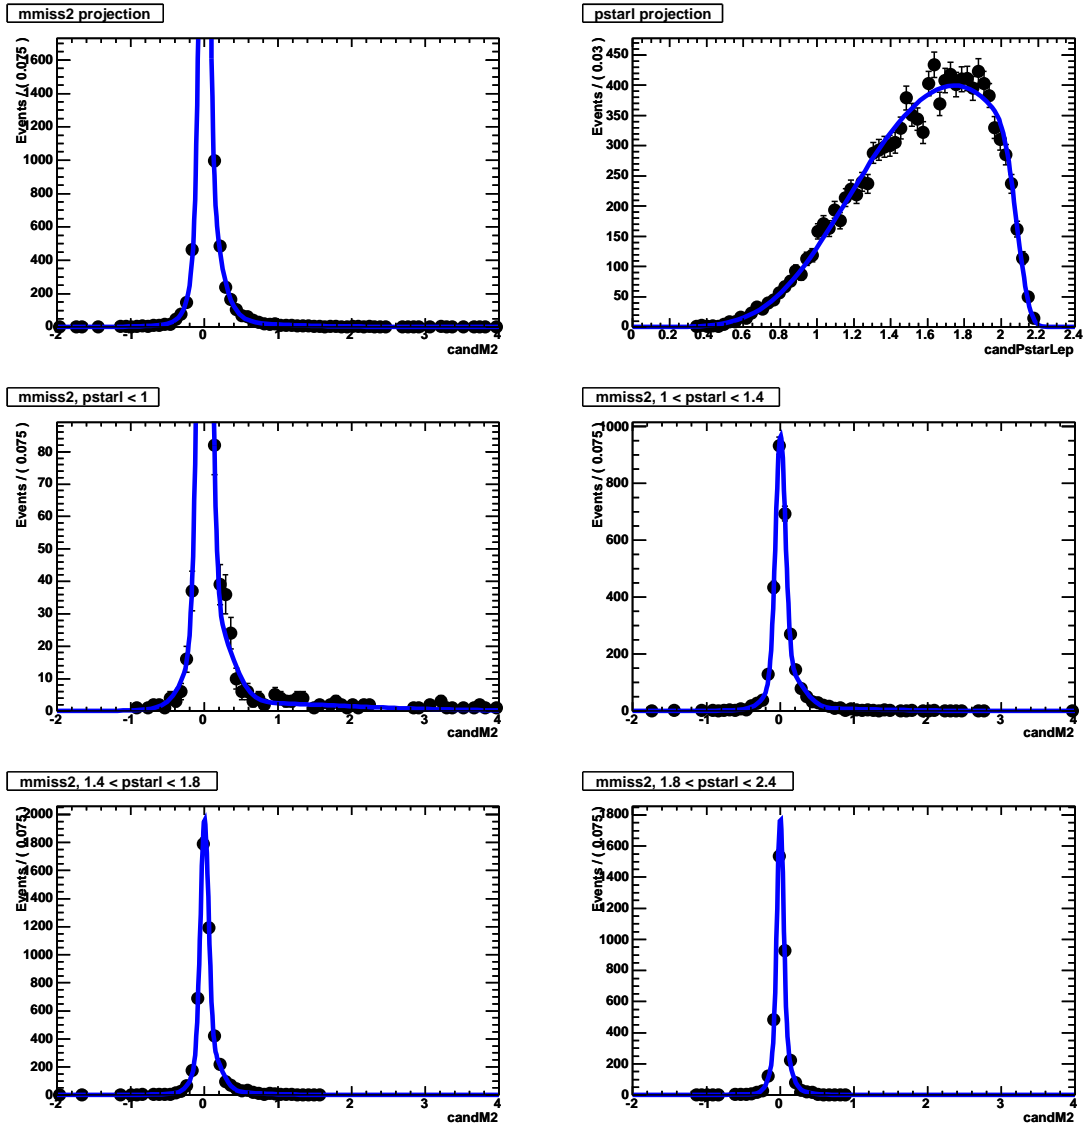 mmiss2 projection
Events / ( 0.075 )
1600
1400
1200
1000
800
600
400
200
0
-2 -1 0 1 2 3 4
candM2
pstarl projection
Events / ( 0.03 )
450
400
350
300
250
200
150
100
50
0
0 0.2 0.4 0.6 0.8 1 1.2 1.4 1.6 1.8 2 2.2 2.4
candPstarLep
mmiss2, pstarl < 1
Events / ( 0.075 )
80
70
60
50
40
30
20
10
0
-2 -1 0 1 2 3 4
candM2
mmiss2, 1 < pstarl < 1.4
Events / ( 0.075 )
1000
800
600
400
200
0
-2 -1 0 1 2 3 4
candM2
mmiss2, 1.4 < pstarl < 1.8
Events / ( 0.075 )
2000
1800
1600
1400
1200
1000
800
600
400
200
0
-2 -1 0 1 2 3 4
candM2
mmiss2, 1.8 < pstarl < 2.4
Events / ( 0.075 )
1800
1600
1400
1200
1000
800
600
400
200
0
-2 -1 0 1 2 3 4
candM2